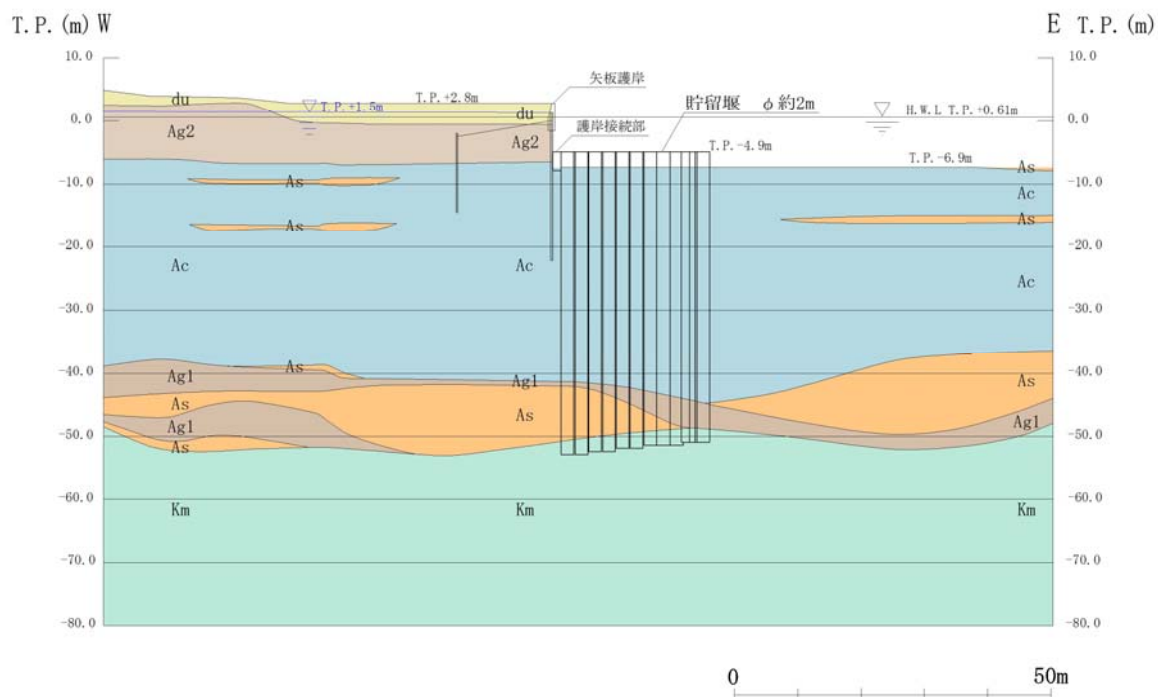 T.P.(m) W
E T.P.(m)
10.0
10.0
矢板護岸
du
T.P.+1.5m
T.P.+2.8m
貯留堰 φ約2m
H.W.L T.P.+0.61m
0.0
du
0.0
Ag2
Ag2
護岸接続部
T.P.-4.9m
T.P.-6.9m
As
-10.0
As
Ac
-10.0
As
As
-20.0
-20.0
Ac
Ac
Ac
-30.0
-30.0
As
-40.0
Ag1
Ag1
As
-40.0
As
As
Ag1
Ag1
-50.0
As
-50.0
-60.0
Km
Km
Km
-60.0
-70.0
-70.0
-80.0
-80.0
0
50m